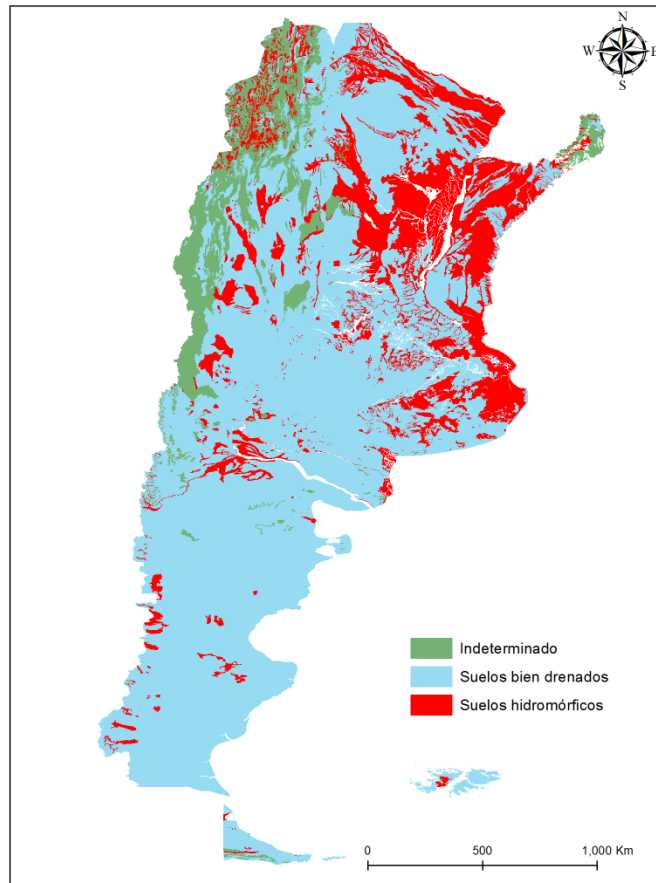 N
W E
S
Indeterminado
Suelos bien drenados
Suelos hidromórficos
0 500 1,000 Km